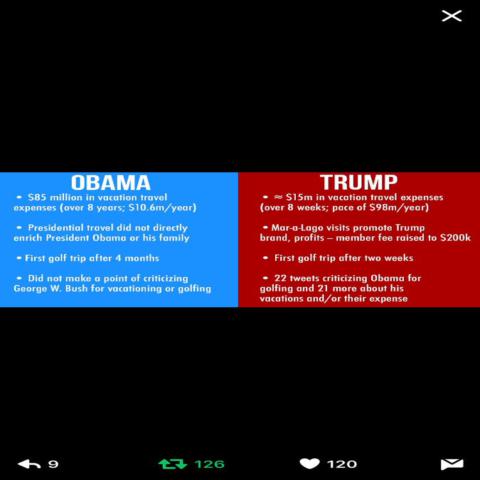 OBAMA
• $85 million in vacation travel
expenses (over 8 years; $10.6m/year)
• Presidential travel did not directly
enrich President Obama or his family
• First golf trip after 4 months
• Did not make a point of criticizing
George W. Bush for vacationing or golfing
TRUMP
• ≈ $15m in vacation travel expenses
(over 8 weeks; pace of $98m/year)
• Mar-a-Lago visits promote Trump
brand, profits – member fee raised to $200k
• First golf trip after two weeks
• 22 tweets criticizing Obama for
golfing and 21 more about his
vacations and/or their expense
9
126
120